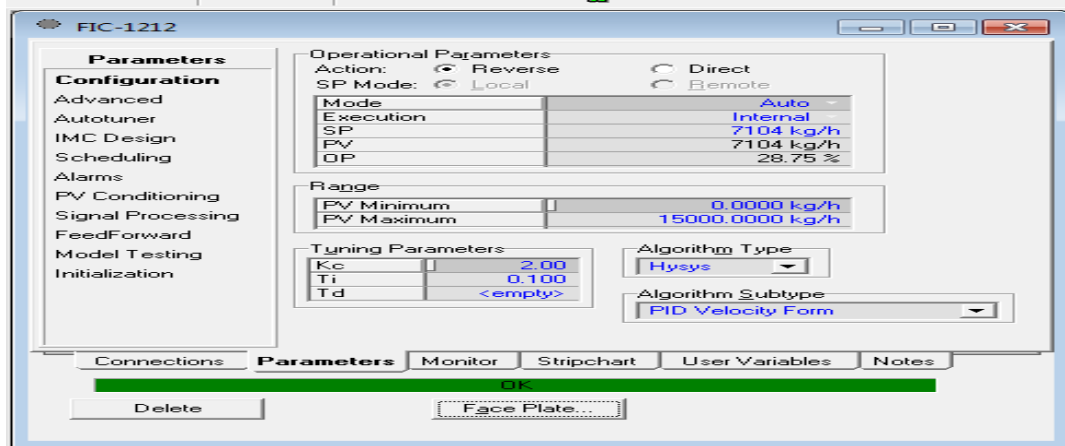 FIC-1212
Parameters
Configuration
Advanced
Autotuner
IMC Design
Scheduling
Alarms
PV Conditioning
Signal Processing
FeedForward
Model Testing
Initialization
Operational Parameters
Action: Reverse Direct
SP Mode: Local Remote
Mode Auto
Execution Internal
SP 7104 kg/h
PV 7104 kg/h
OP 28.75 %
Range
PV Minimum 0.0000 kg/h
PV Maximum 15000.0000 kg/h
Tuning Parameters
Kc 2.00
Ti 0.100
Td <empty>
Algorithm Type
Hysys
Algorithm Subtype
PID Velocity Form
Connections Parameters Monitor Stripchart User Variables Notes
OK
Delete Face Plate...